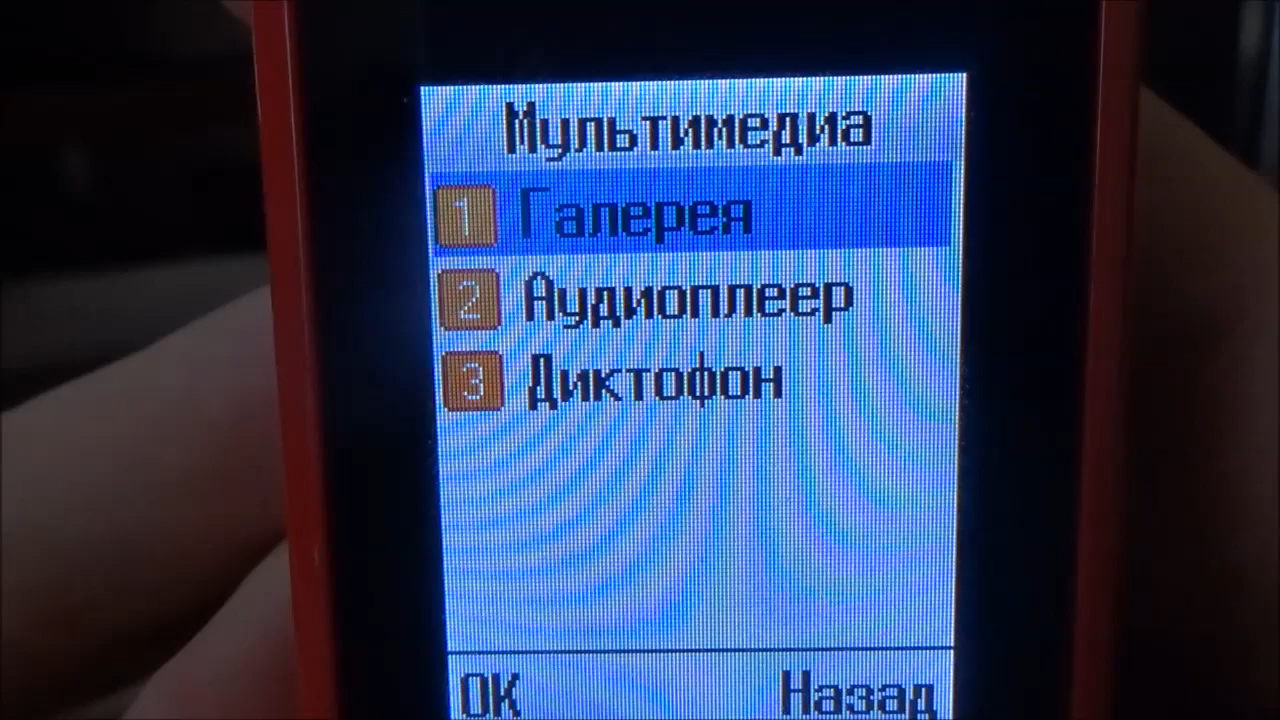 Мультимедиа
1 Галерея
2 Аудиоплеер
3 Диктофон
ОК Назад